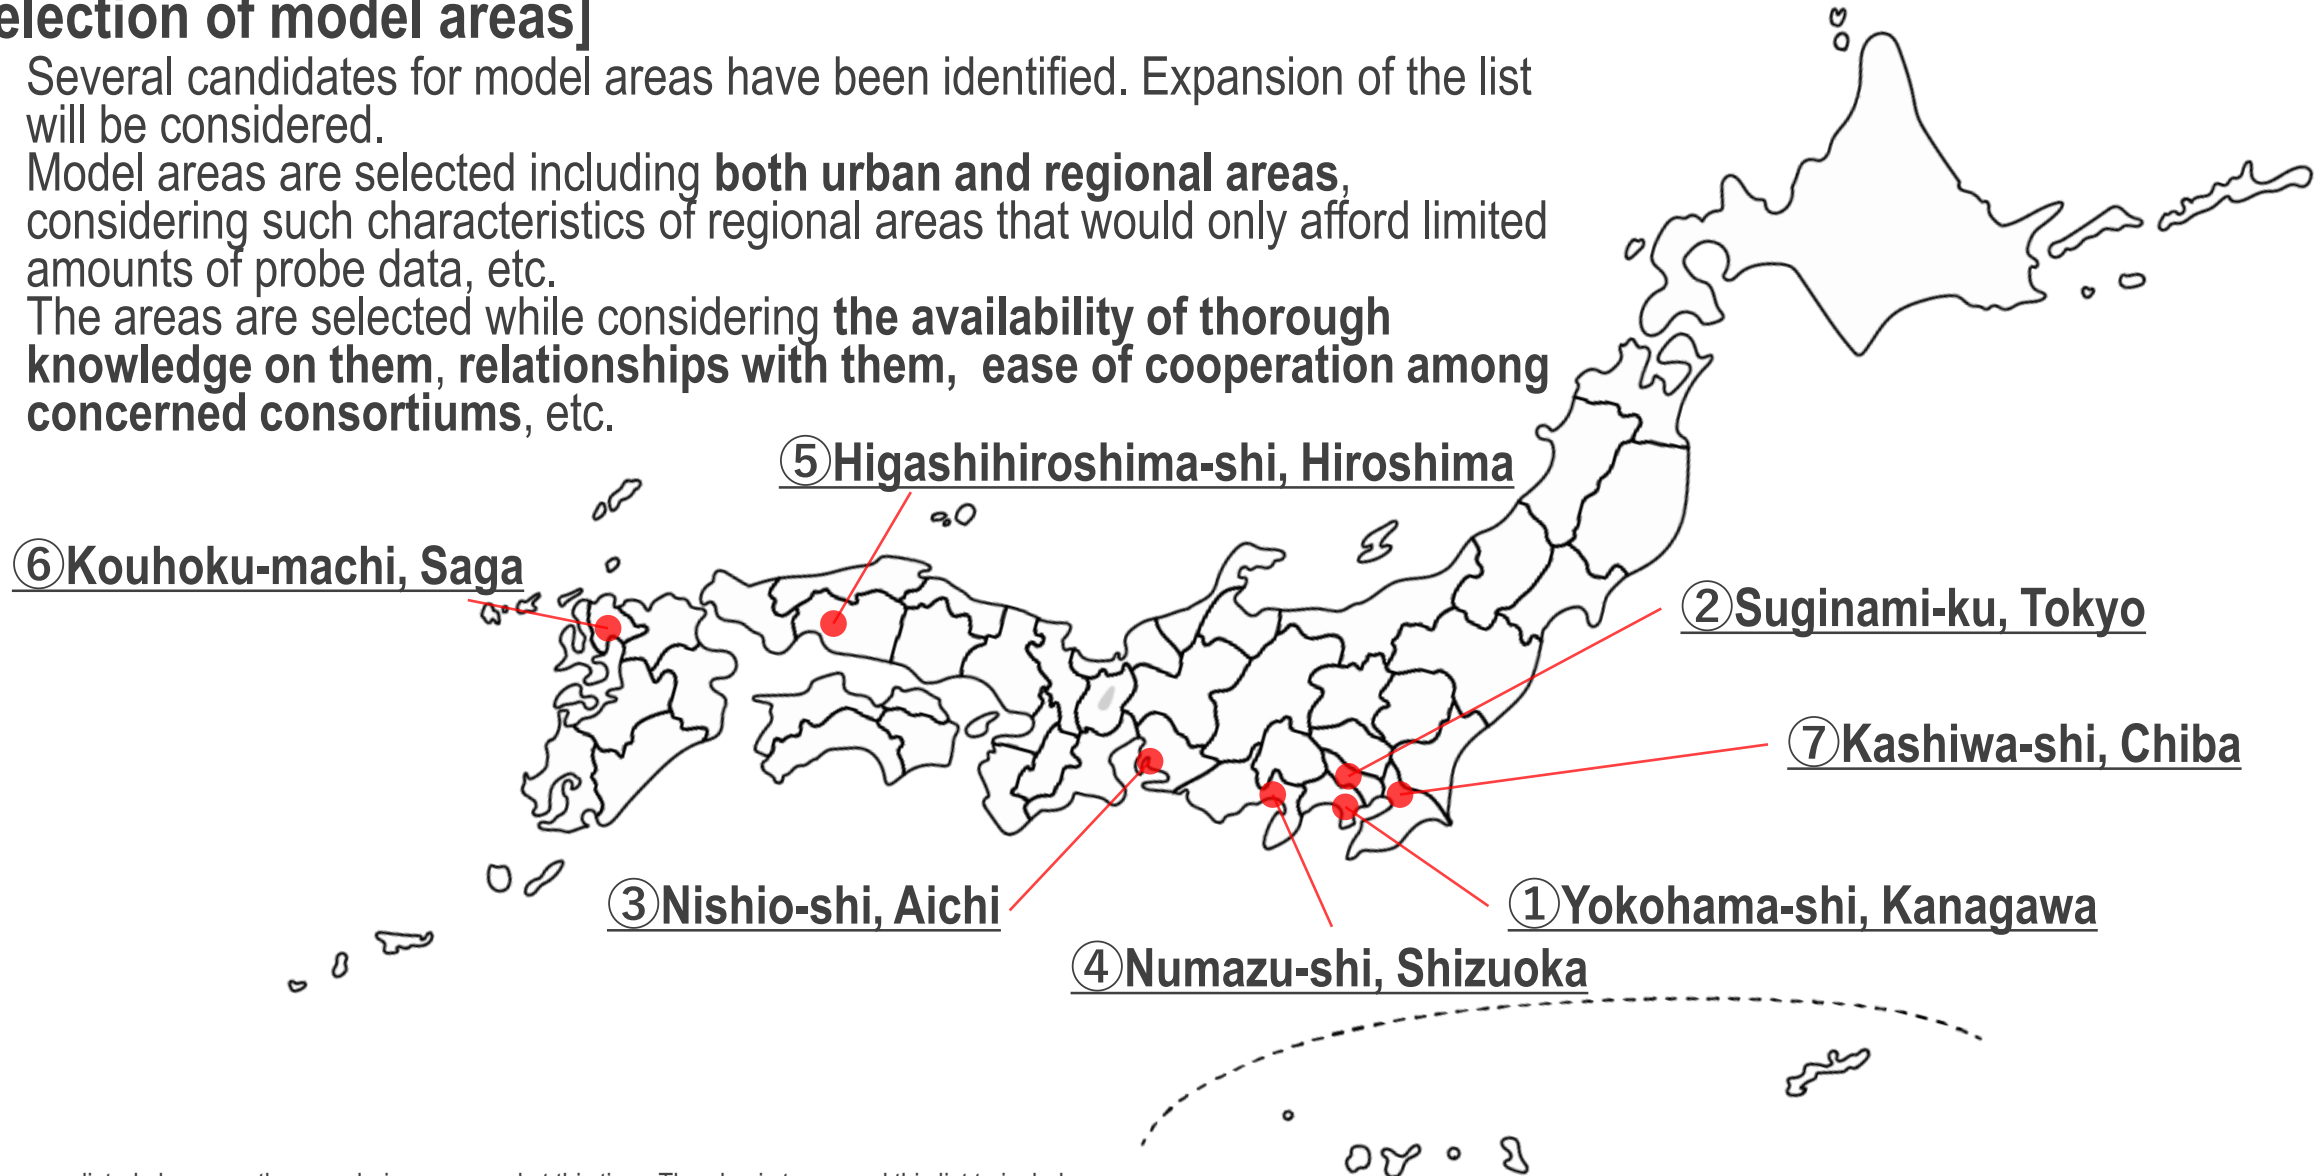 election of model areas]
Several candidates for model areas have been identified. Expansion of the list
will be considered.
Model areas are selected including both urban and regional areas,
considering such characteristics of regional areas that would only afford limited
amounts of probe data, etc.
The areas are selected while considering the availability of thorough
knowledge on them, relationships with them, ease of cooperation among
concerned consortiums, etc.
⑤Higashihiroshima-shi, Hiroshima
⑥Kouhoku-machi, Saga
②Suginami-ku, Tokyo
⑦Kashiwa-shi, Chiba
③Nishio-shi, Aichi
①Yokohama-shi, Kanagawa
④Numazu-shi, Shizuoka